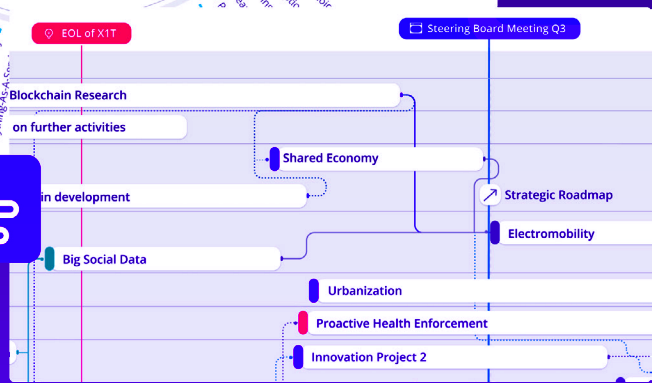 EOL of X1T
Steering Board Meeting Q3
Blockchain Research
on further activities
Shared Economy
in development
Strategic Roadmap
Electromobility
Big Social Data
Urbanization
Proactive Health Enforcement
Innovation Project 2